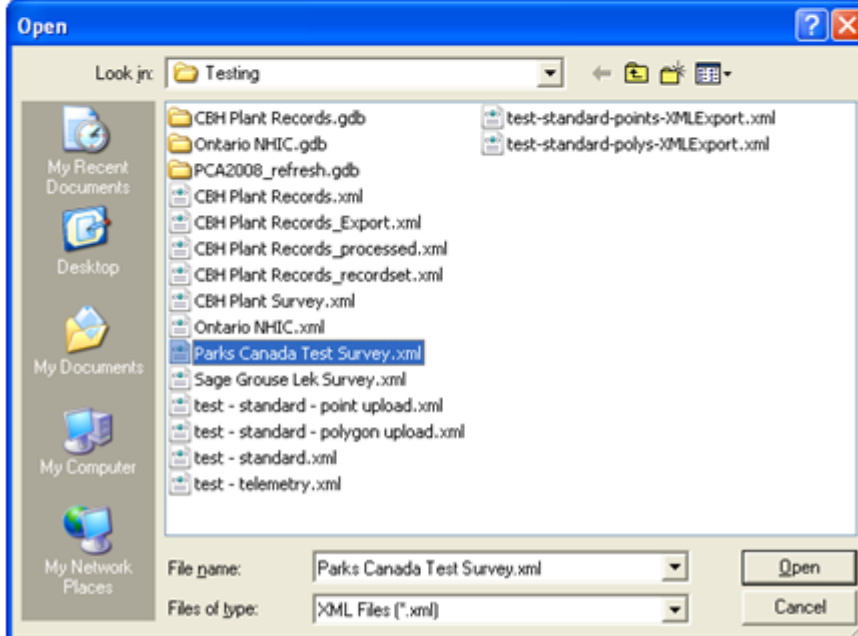 Open
Look in: Testing
My Recent
Documents
Desktop
My Documents
My Computer
My Network
Places
CBH Plant Records.gdb
Ontario NHIC.gdb
PCA2008_refresh.gdb
CBH Plant Records.xml
CBH Plant Records_Export.xml
CBH Plant Records_processed.xml
CBH Plant Records_recordset.xml
CBH Plant Survey.xml
Ontario NHIC.xml
Parks Canada Test Survey.xml
Sage Grouse Lek Survey.xml
test - standard - point upload.xml
test - standard - polygon upload.xml
test - standard.xml
test - telemetry.xml
test-standard-points-XMLExport.xml
test-standard-polys-XMLExport.xml
File name: Parks Canada Test Survey.xml
Open
Files of type: XML Files (*.xml)
Cancel